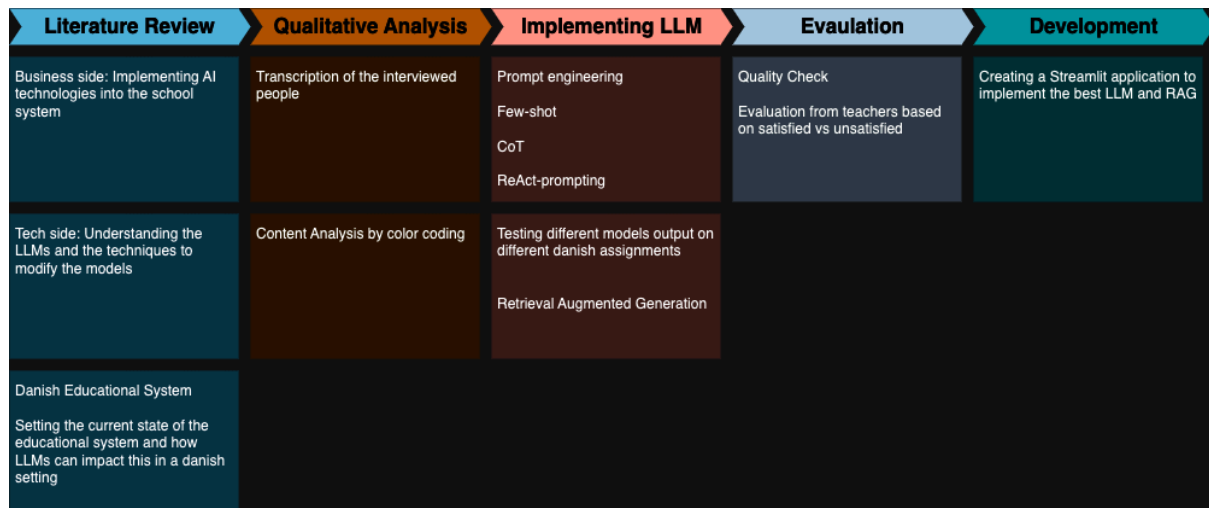 Literature Review
Qualitative Analysis
Implementing LLM
Evaulation
Development
Business side: Implementing AI
technologies into the school
system
Transcription of the interviewed
people
Prompt engineering
Few-shot
CoT
ReAct-prompting
Quality Check
Evaluation from teachers based
on satisfied vs unsatisfied
Creating a Streamlit application to
implement the best LLM and RAG
Tech side: Understanding the
LLMs and the techniques to
modify the models
Content Analysis by color coding
Testing different models output on
different danish assignments
Retrieval Augmented Generation
Danish Educational System
Setting the current state of the
educational system and how
LLMs can impact this in a danish
setting